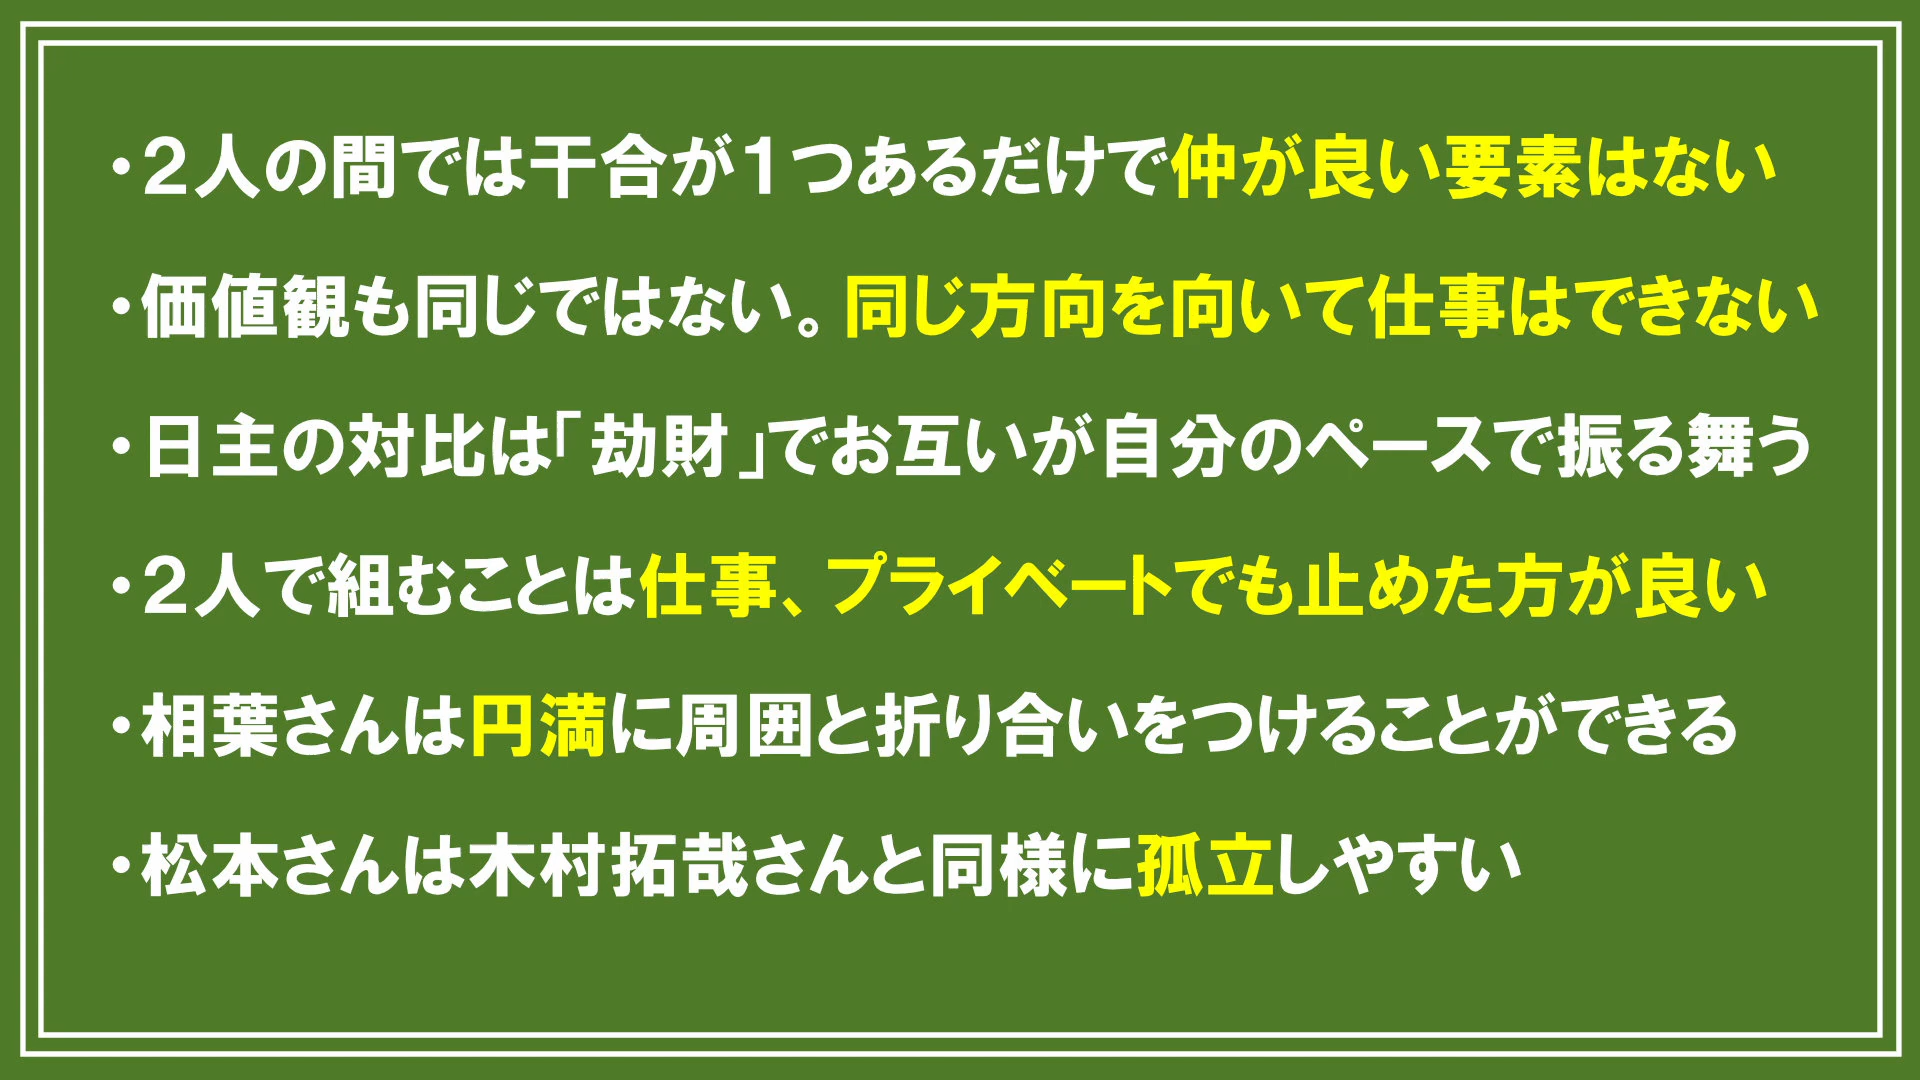 ・２人の間では干合が１つあるだけで仲が良い要素はない
・価値観も同じではない。同じ方向を向いて仕事はできない
・日主の対比は「劫財」でお互いが自分のペースで振る舞う
・２人で組むことは仕事、プライベートでも止めた方が良い
・相葉さんは円満に周囲と折り合いをつけることができる
・松本さんは木村拓哉さんと同様に孤立しやすい